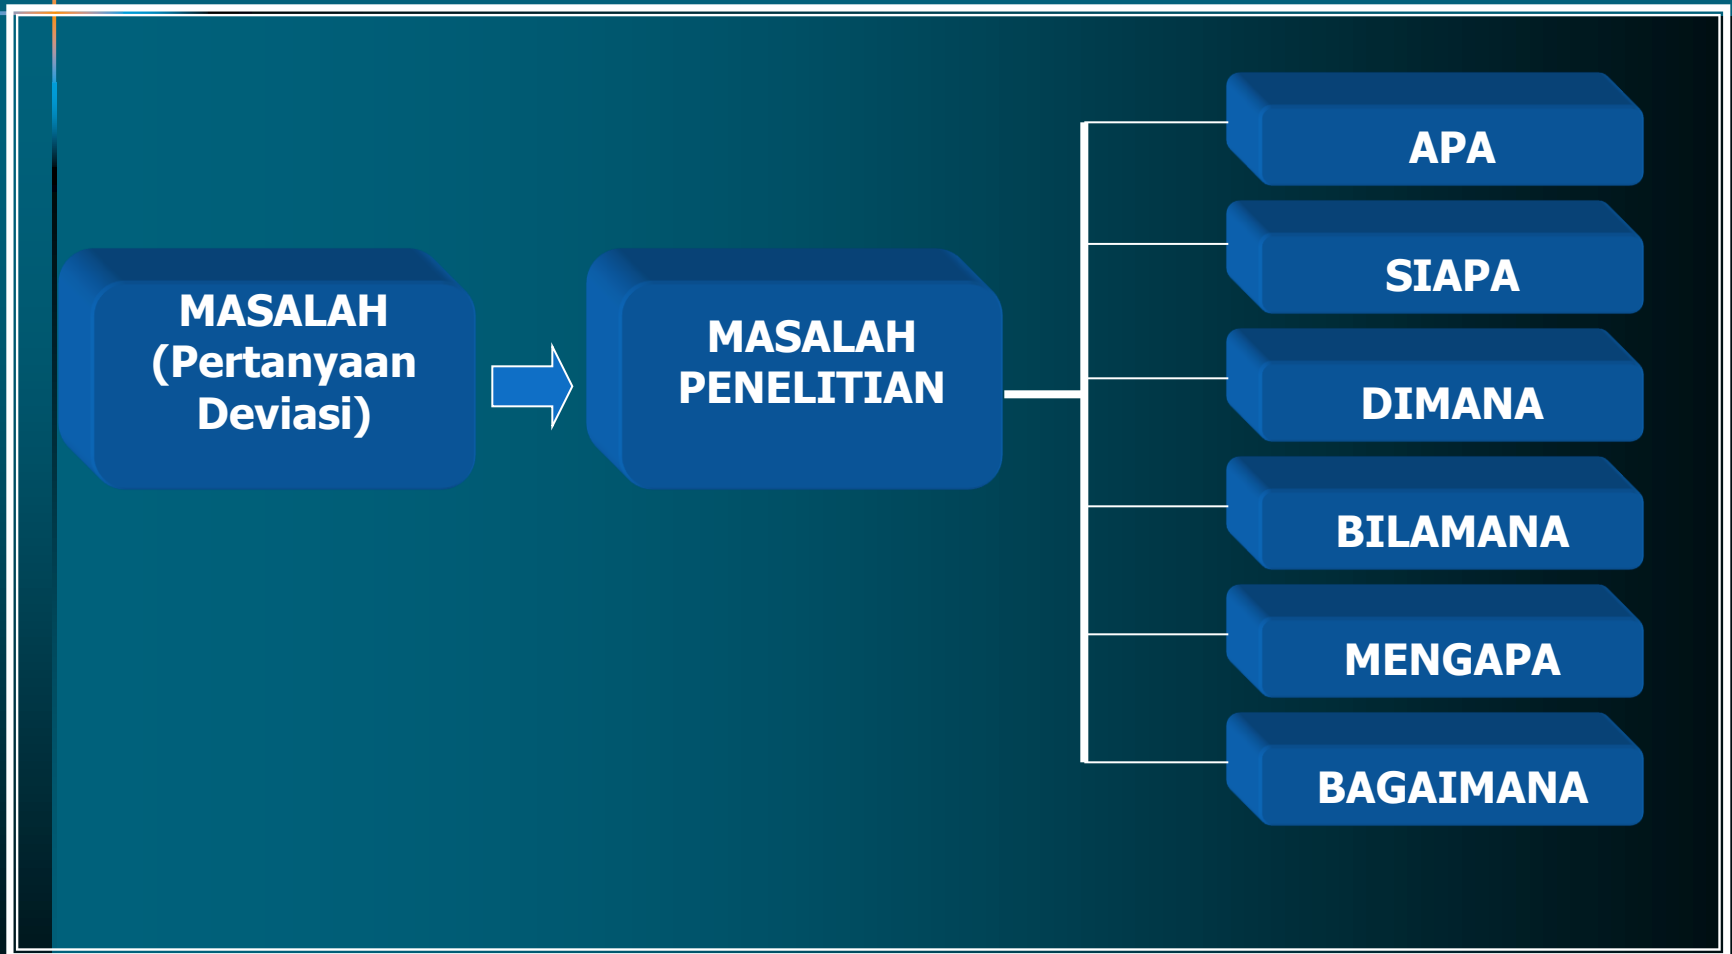 MASALAH
(Pertanyaan
Deviasi)
MASALAH
PENELITIAN
APA
SIAPA
DIMANA
BILAMANA
MENGAPA
BAGAIMANA